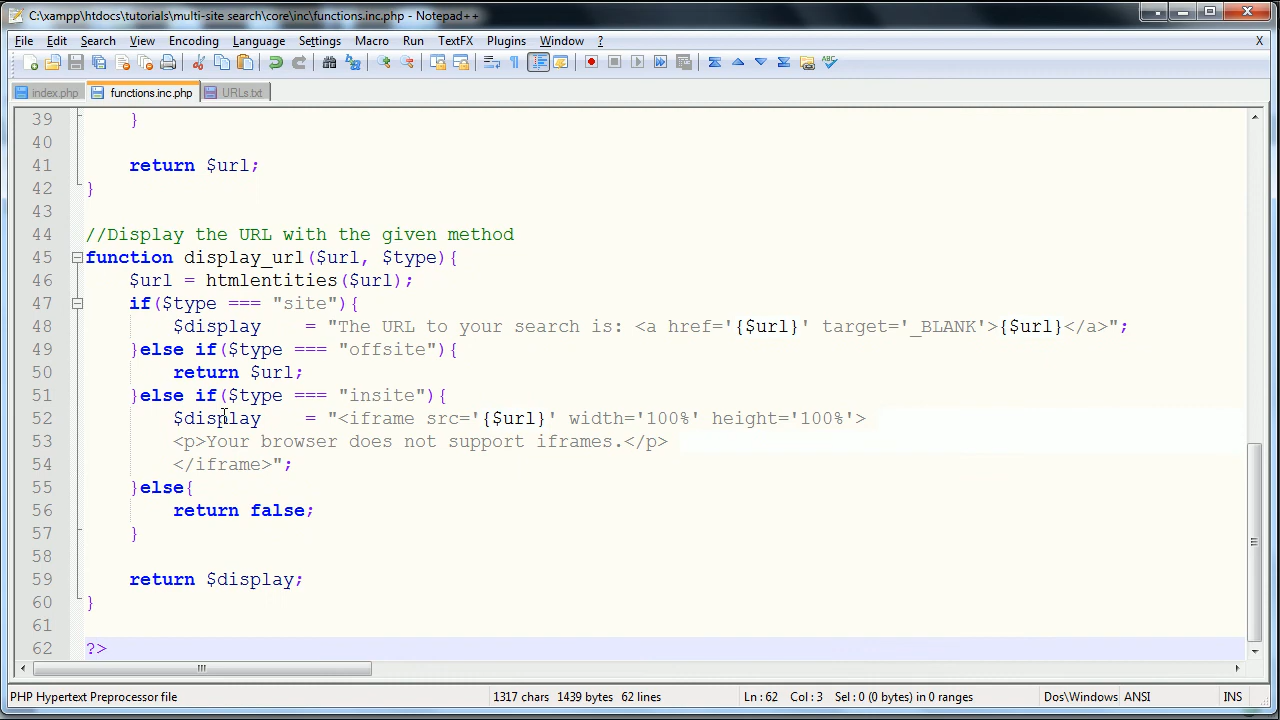 C:\xampp\htdocs\tutorials\multi-site search\core\inc\functions.inc.php - Notepad++
File Edit Search View Encoding Language Settings Macro Run TextFX Plugins Window ? X
index.php functions.inc.php URLs.txt
39 }
40
41 return $url;
42 }
43
44 //Display the URL with the given method
45 function display_url($url, $type){
46 $url = htmlentities($url);
47 if($type === "site"){
48 $display = "The URL to your search is: <a href='{$url}' target='_BLANK'>{$url}</a>";
49 }else if($type === "offsite"){
50 return $url;
51 }else if($type === "insite"){
52 $display = "<iframe src='{$url}' width='100%' height='100%'>
53 <p>Your browser does not support iframes.</p>
54 </iframe>";
55 }else{
56 return false;
57 }
58
59 return $display;
60 }
61
62 ?>
PHP Hypertext Preprocessor file 1317 chars 1439 bytes 62 lines Ln : 62 Col : 3 Sel : 0 (0 bytes) in 0 ranges Dos\Windows ANSI INS